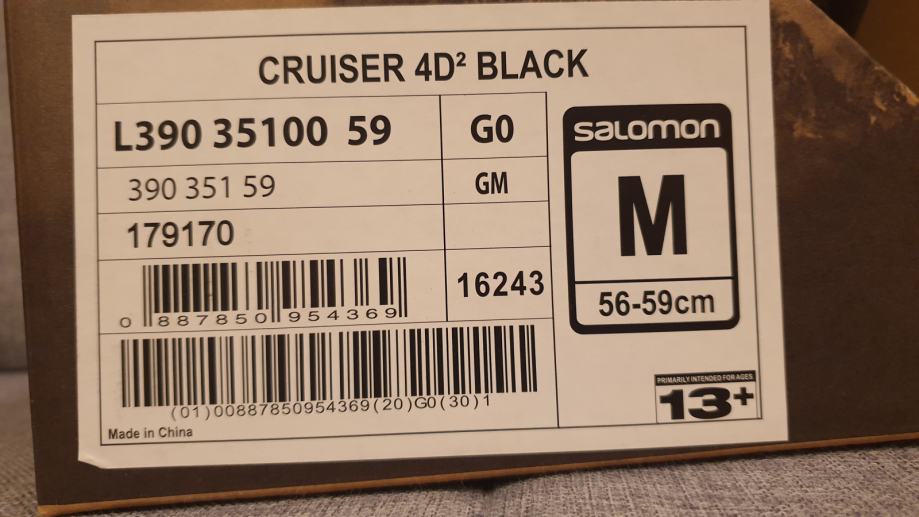 CRUISER 4D² BLACK
L390 35100 59
G0
390 351 59
GM
179170
16243
0 887850 954369
(01)00887850954369(20)G0(30)1
Made in China
salomon
M
56-59cm
PRIMARILY INTENDED FOR AGES
13+